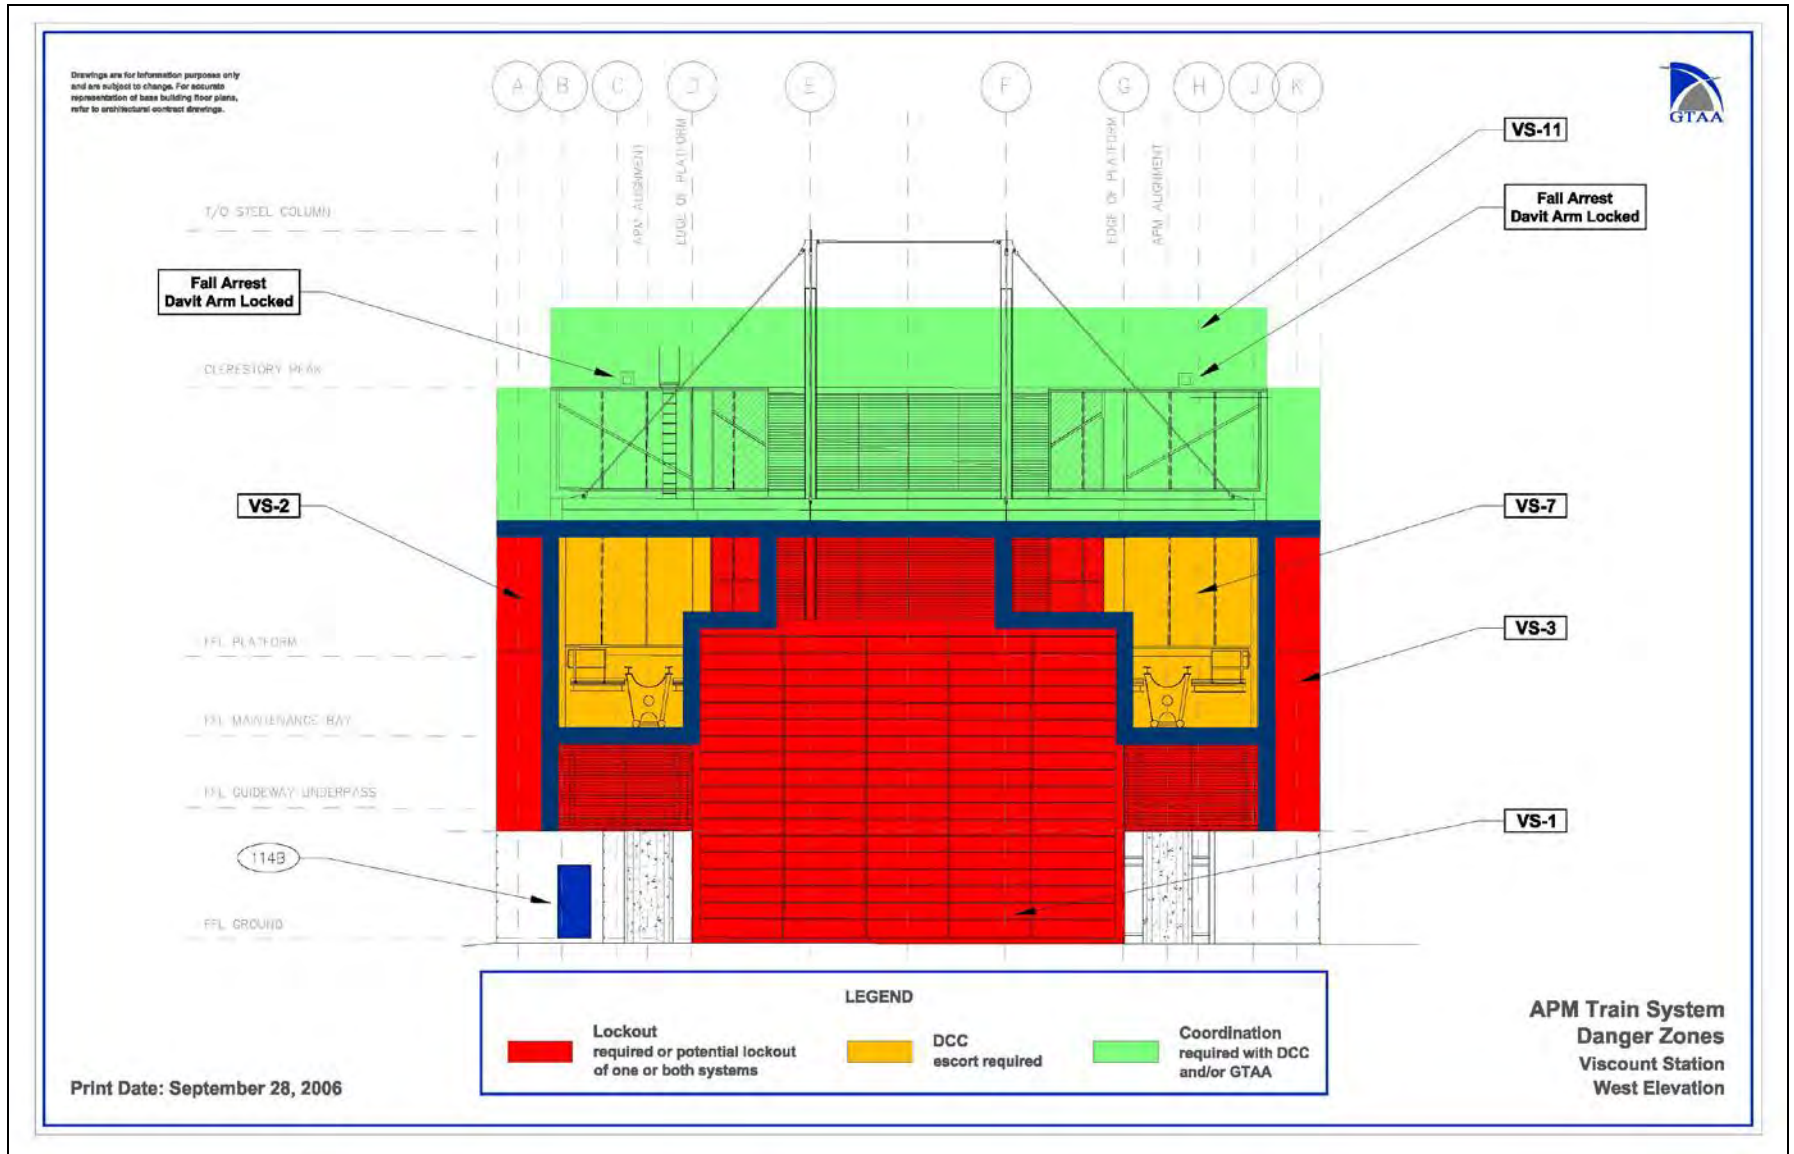 Drawings are for information purposes only
and are subject to change. For accurate
representation of base building floor plans,
refer to architectural contract drawings.
A B C D E F G H J K
GTAA
VS-11
APM ALIGNMENT
EDGE OF PLATFORM
EDGE OF PLATFORM
APM ALIGNMENT
Fall Arrest
Davit Arm Locked
T/O STEEL COLUMN
Fall Arrest
Davit Arm Locked
CLERESTORY PEAK
VS-2
VS-7
VS-3
FFL PLATFORM
FFL MAINTENANCE BAY
FFL GUIDEWAY UNDERPASS
VS-1
114B
FFL GROUND
LEGEND
Lockout
required or potential lockout
of one or both systems
DCC
escort required
Coordination
required with DCC
and/or GTAA
APM Train System
Danger Zones
Viscount Station
West Elevation
Print Date: September 28, 2006